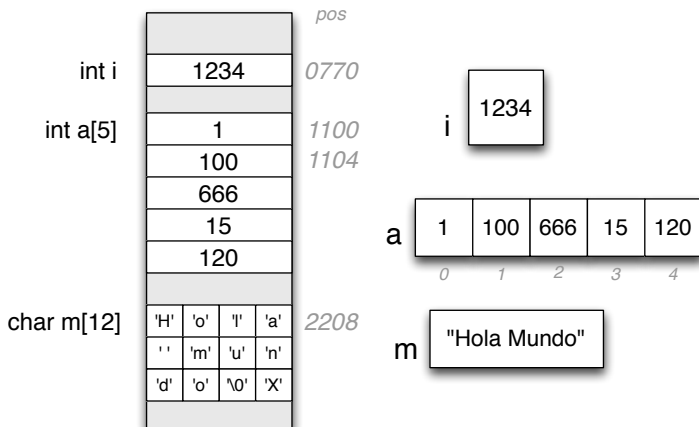 pos
int i 1234 0770
int a[5] 1 1100
100 1104
666
15
120
char m[12] 'H' 'o' 'l' 'a' 2208
' ' 'm' 'u' 'n'
'd' 'o' '\0' 'X'
i 1234
a 1 100 666 15 120
0 1 2 3 4
m "Hola Mundo"